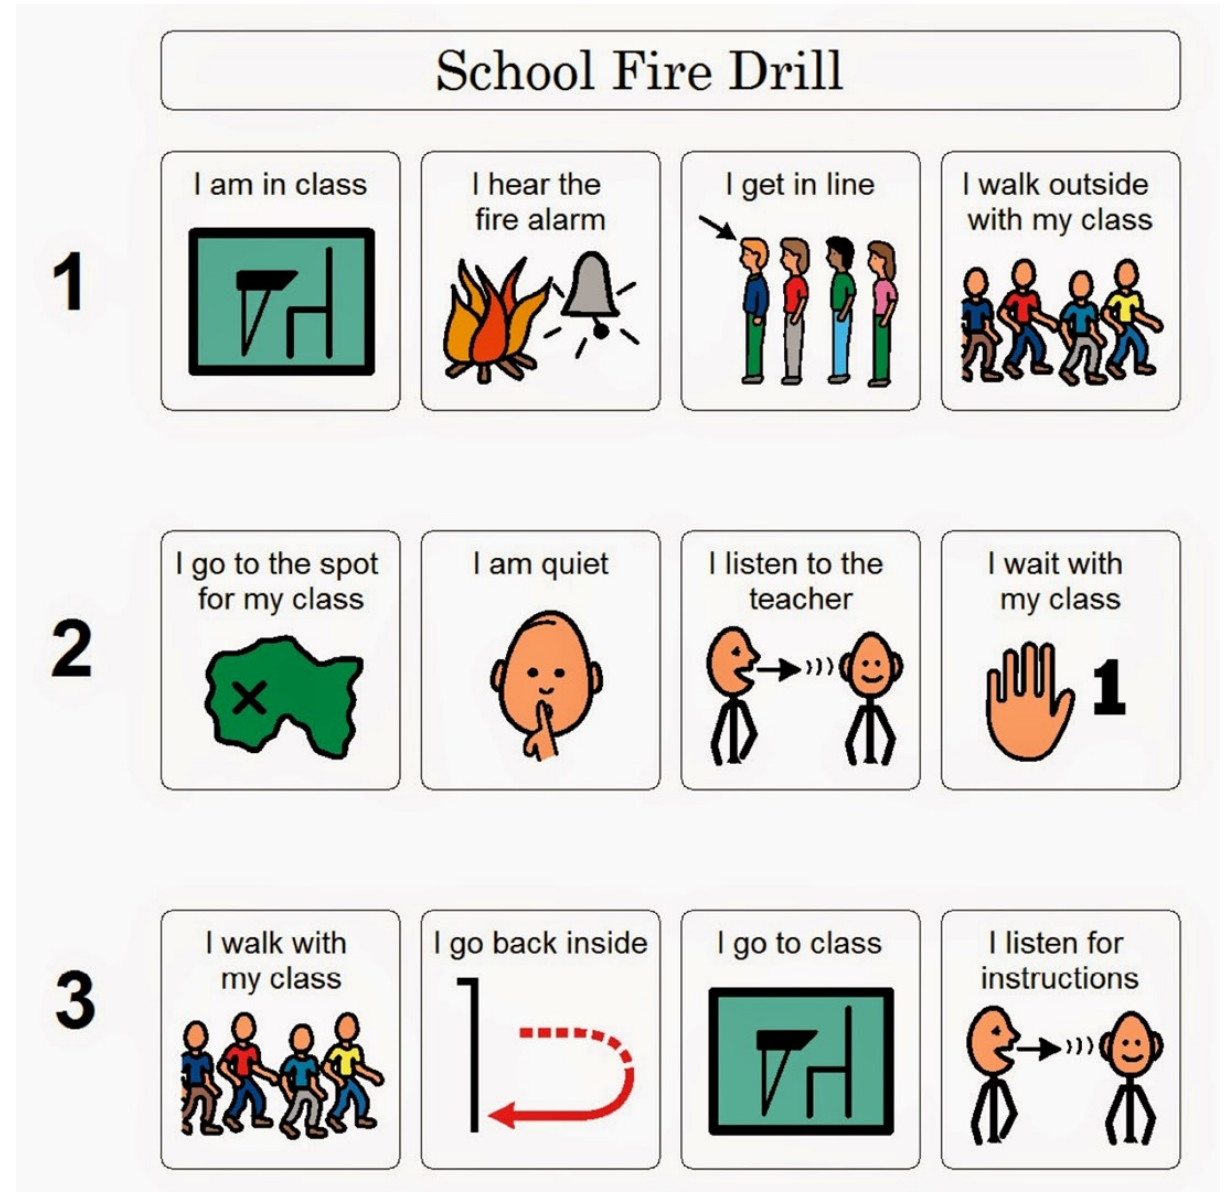 School Fire Drill
1
I am in class
I hear the
fire alarm
I get in line
I walk outside
with my class
2
I go to the spot
for my class
I am quiet
I listen to the
teacher
I wait with
my class
1
3
I walk with
my class
I go back inside
I go to class
I listen for
instructions